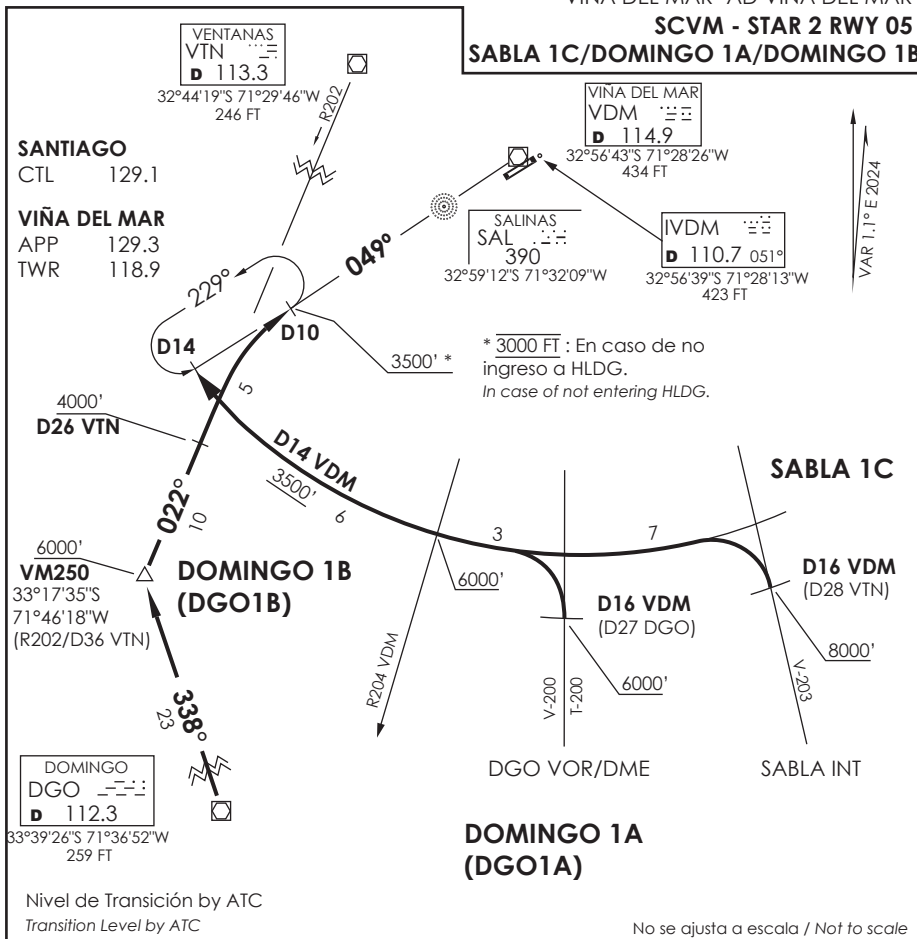 VIÑA DEL MAR - AD VIÑA DEL MAR
SCVM - STAR 2 RWY 05
SABLA 1C/DOMINGO 1A/DOMINGO 1B
VENTANAS
VTN
D 113.3
32°44'19"S 71°29'46"W
246 FT
R202
VIÑA DEL MAR
VDM
D 114.9
32°56'43"S 71°28'26"W
434 FT
SANTIAGO
CTL 129.1
VIÑA DEL MAR
APP 129.3
TWR 118.9
SALINAS
SAL
390
32°59'12"S 71°32'09"W
IVDM
D 110.7 051°
32°56'39"S 71°28'13"W
423 FT
VAR 1.1° E 2024
049°
229°
D14
D10
3500' *
* 3000 FT : En caso de no
ingreso a HLDG.
In case of not entering HLDG.
4000'
D26 VTN
5
D14 VDM
3500'
6
3
7
SABLA 1C
022°
10
6000'
VM250
33°17'35"S
71°46'18"W
(R202/D36 VTN)
DOMINGO 1B
(DGO1B)
6000'
D16 VDM
(D27 DGO)
6000'
D16 VDM
(D28 VTN)
8000'
R204 VDM
V-200
T-200
V-203
338°
23
DGO VOR/DME
SABLA INT
DOMINGO
DGO
D 112.3
33°39'26"S 71°36'52"W
259 FT
DOMINGO 1A
(DGO1A)
Nivel de Transición by ATC
Transition Level by ATC
No se ajusta a escala / Not to scale